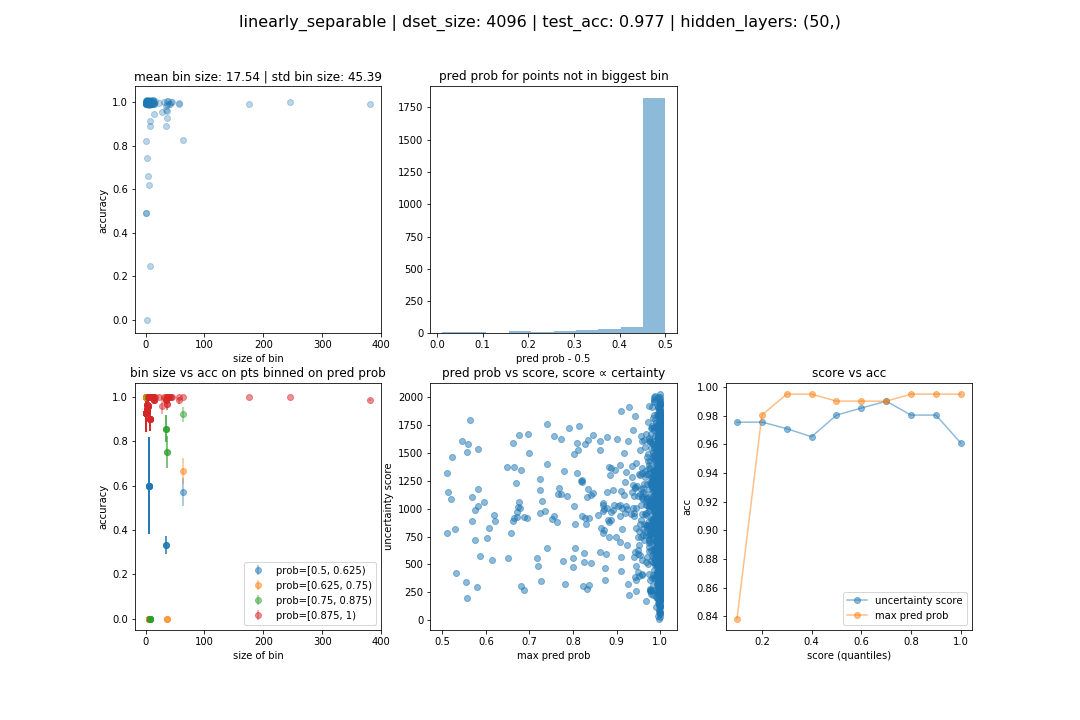 linearly_separable | dset_size: 4096 | test_acc: 0.977 | hidden_layers: (50,)
mean bin size: 17.54 | std bin size: 45.39
accuracy
1.0
0.8
0.6
0.4
0.2
0.0
0 100 200 300 400
size of bin
pred prob for points not in biggest bin
1750
1500
1250
1000
750
500
250
0
0.0 0.1 0.2 0.3 0.4 0.5
pred prob - 0.5
bin size vs acc on pts binned on pred prob
accuracy
1.0
0.8
0.6
0.4
0.2
0.0
prob=[0.5, 0.625)
prob=[0.625, 0.75)
prob=[0.75, 0.875)
prob=[0.875, 1)
0 100 200 300 400
size of bin
pred prob vs score, score ∝ certainty
uncertainty score
2000
1750
1500
1250
1000
750
500
250
0
0.5 0.6 0.7 0.8 0.9 1.0
max pred prob
score vs acc
acc
1.00
0.98
0.96
0.94
0.92
0.90
0.88
0.86
0.84
uncertainty score
max pred prob
0.2 0.4 0.6 0.8 1.0
score (quantiles)